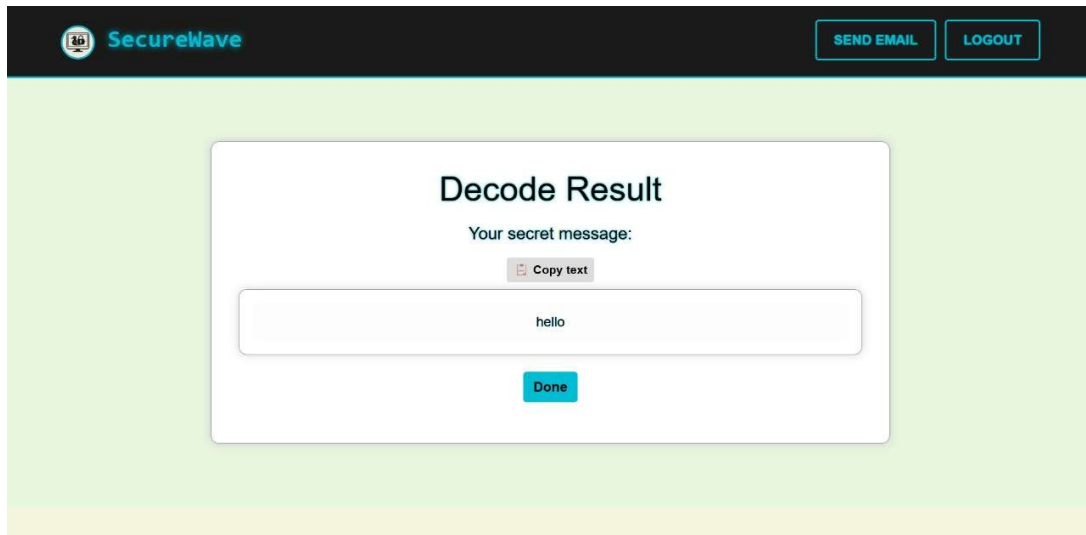 SecureWave
SEND EMAIL
LOGOUT
Decode Result
Your secret message:
Copy text
hello
Done